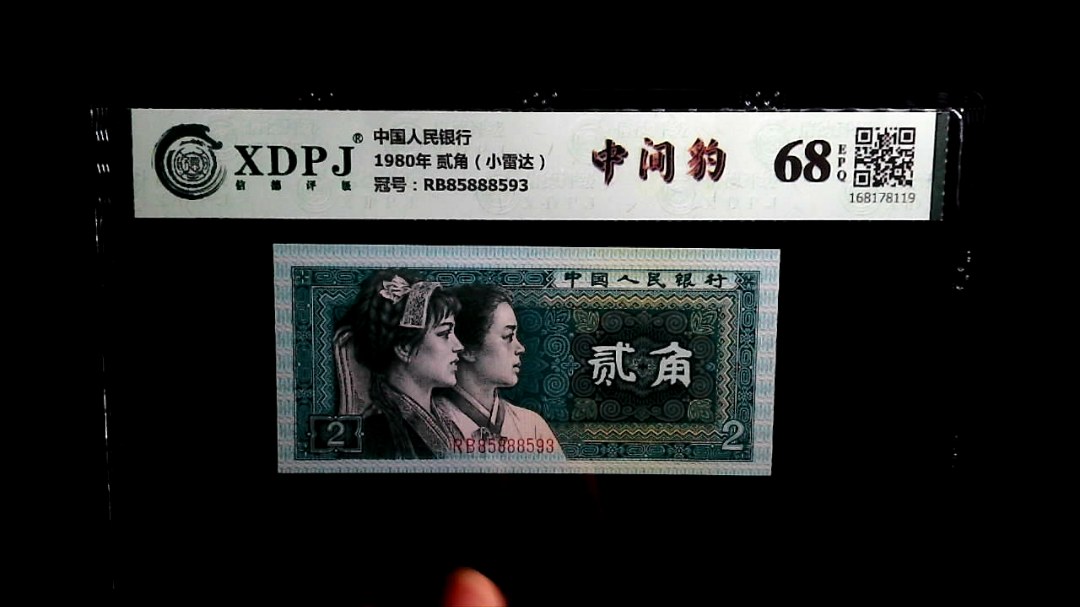 XDPJ®
信德评级
中国人民银行
1980年 贰角（小雷达）
冠号：RB85888593
中间豹
68
EPQ
168178119
中国人民银行
贰角
2
2
RB85888593